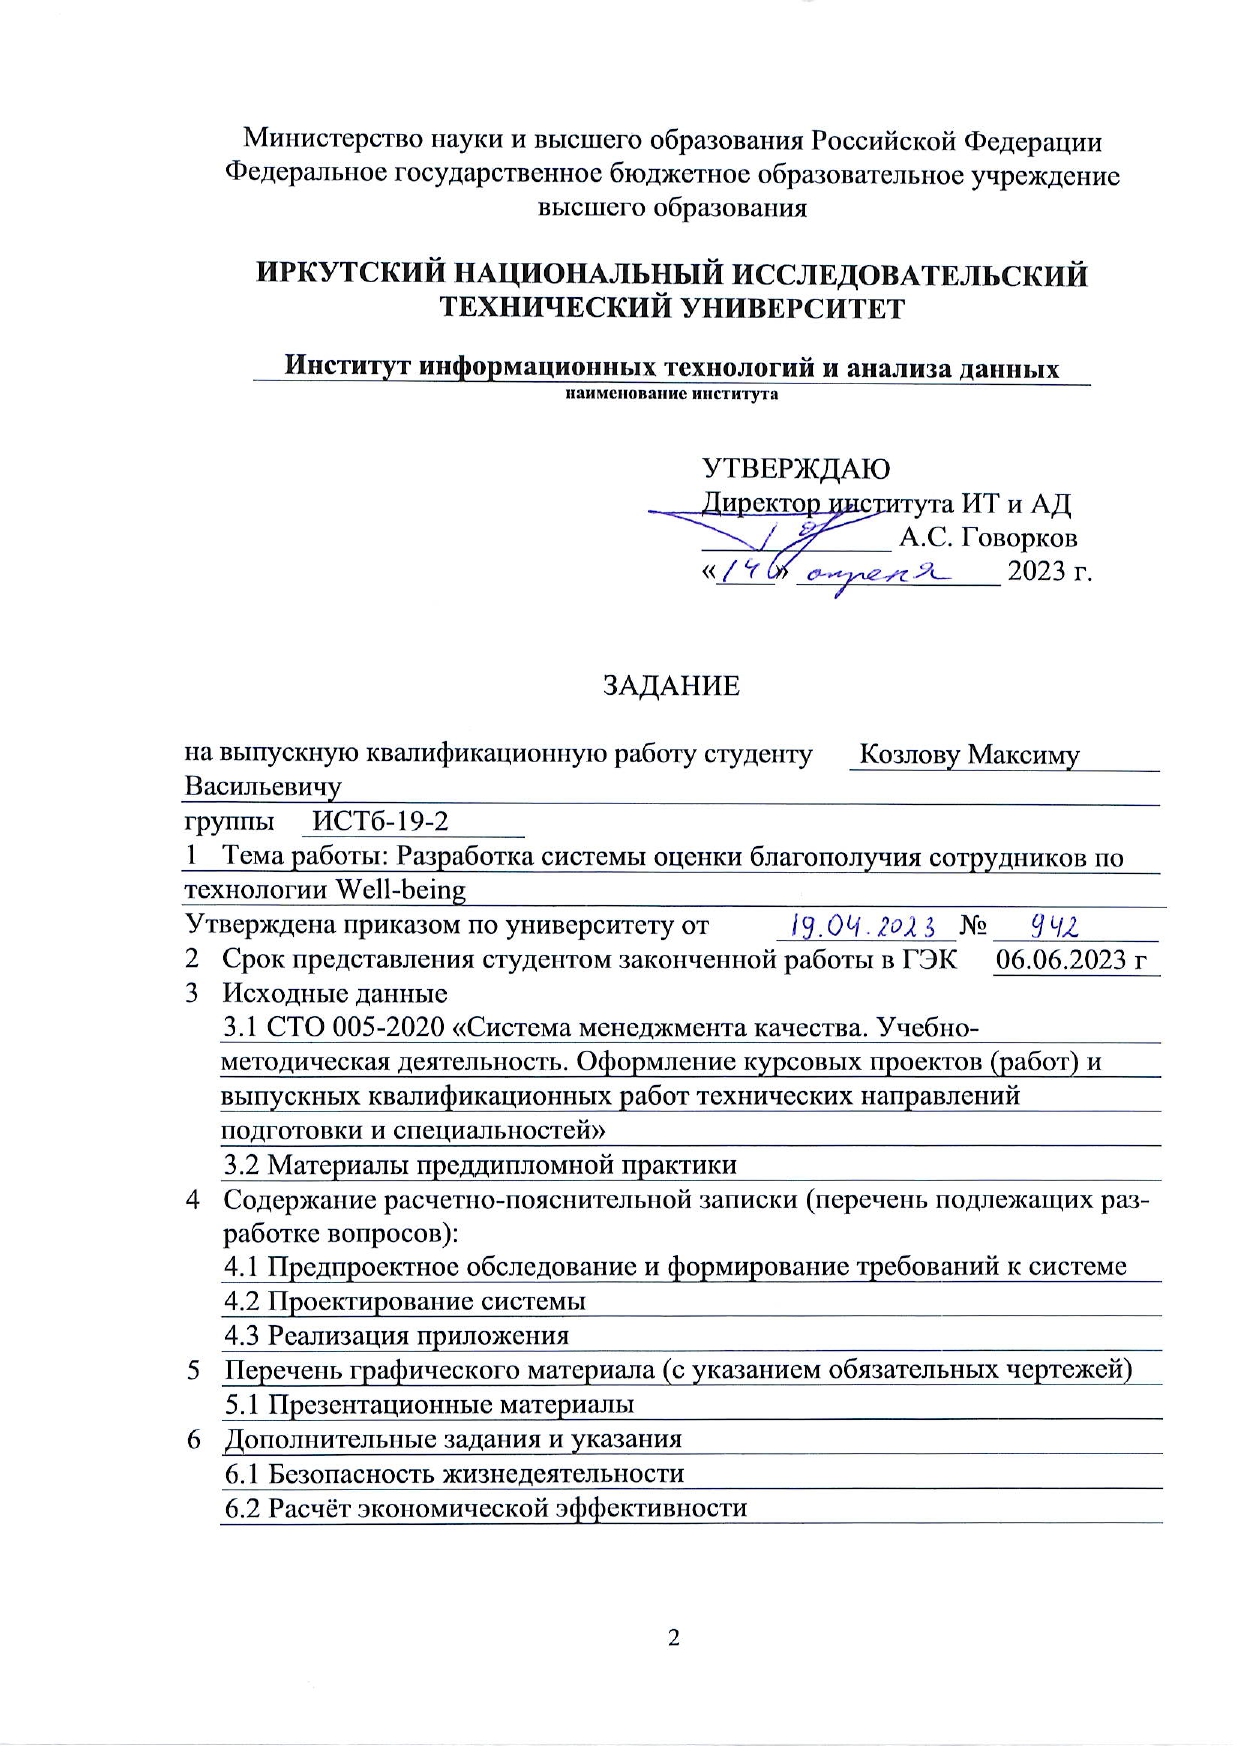 Министерство науки и высшего образования Российской Федерации
Федеральное государственное бюджетное образовательное учреждение
высшего образования
ИРКУТСКИЙ НАЦИОНАЛЬНЫЙ ИССЛЕДОВАТЕЛЬСКИЙ
ТЕХНИЧЕСКИЙ УНИВЕРСИТЕТ
Институт информационных технологий и анализа данных
наименование института
УТВЕРЖДАЮ
Директор института ИТ и АД
А.С. Говорков
«14» апреля 2023 г.
ЗАДАНИЕ
на выпускную квалификационную работу студенту Козлову Максиму
Васильевичу
группы ИСТб-19-2
1 Тема работы: Разработка системы оценки благополучия сотрудников по
технологии Well-being
Утверждена приказом по университету от 19.04.2023 № 942
2 Срок представления студентом законченной работы в ГЭК 06.06.2023 г
3 Исходные данные
3.1 СТО 005-2020 «Система менеджмента качества. Учебно-
методическая деятельность. Оформление курсовых проектов (работ) и
выпускных квалификационных работ технических направлений
подготовки и специальностей»
3.2 Материалы преддипломной практики
4 Содержание расчетно-пояснительной записки (перечень подлежащих раз-
работке вопросов):
4.1 Предпроектное обследование и формирование требований к системе
4.2 Проектирование системы
4.3 Реализация приложения
5 Перечень графического материала (с указанием обязательных чертежей)
5.1 Презентационные материалы
6 Дополнительные задания и указания
6.1 Безопасность жизнедеятельности
6.2 Расчёт экономической эффективности
2